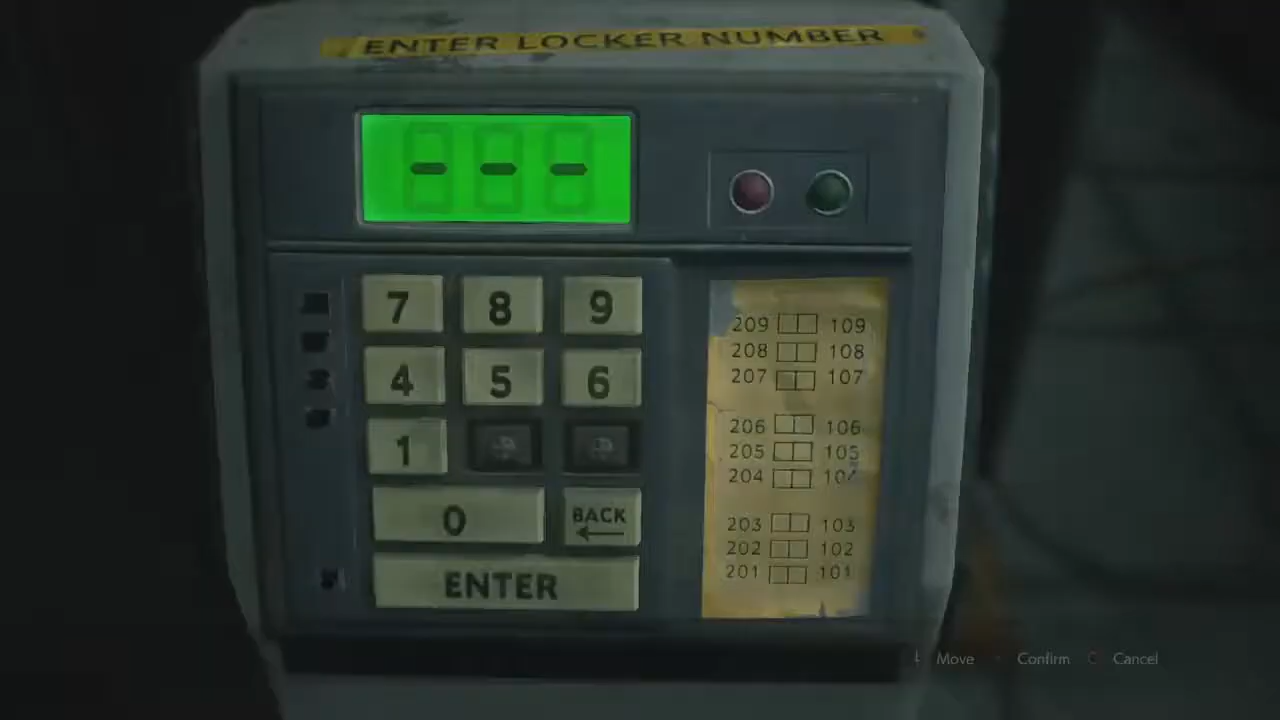 ENTER LOCKER NUMBER
- - -
7 8 9
4 5 6
1
0 BACK
ENTER
209 109
208 108
207 107
206 106
205 105
204 104
203 103
202 102
201 101
Move Confirm Cancel